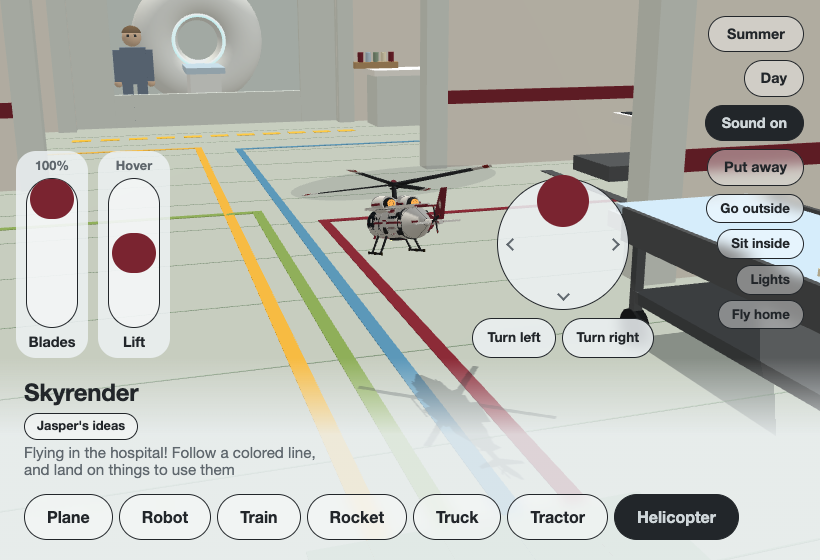 Summer
Day
Sound on
Put away
Go outside
Sit inside
Lights
Fly home
100%
Hover
Blades
Lift
Turn left
Turn right
Skyrender
Jasper's ideas
Flying in the hospital! Follow a colored line,
and land on things to use them
Plane
Robot
Train
Rocket
Truck
Tractor
Helicopter